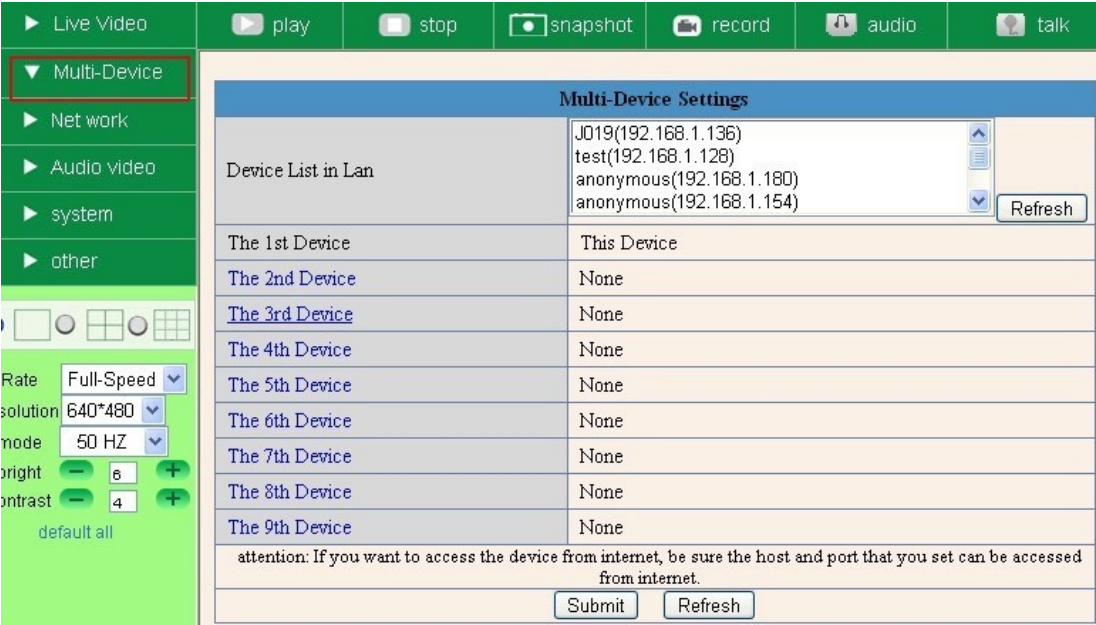 Live Video
play
stop
snapshot
record
audio
talk
Multi-Device
Net work
Audio video
system
other
Rate Full-Speed
solution 640*480
mode 50 HZ
bright 6
ontrast 4
default all
Multi-Device Settings
Device List in Lan
J019(192.168.1.136)
test(192.168.1.128)
anonymous(192.168.1.180)
anonymous(192.168.1.154)
Refresh
The 1st Device This Device
The 2nd Device None
The 3rd Device None
The 4th Device None
The 5th Device None
The 6th Device None
The 7th Device None
The 8th Device None
The 9th Device None
attention: If you want to access the device from internet, be sure the host and port that you set can be accessed
from internet.
Submit Refresh